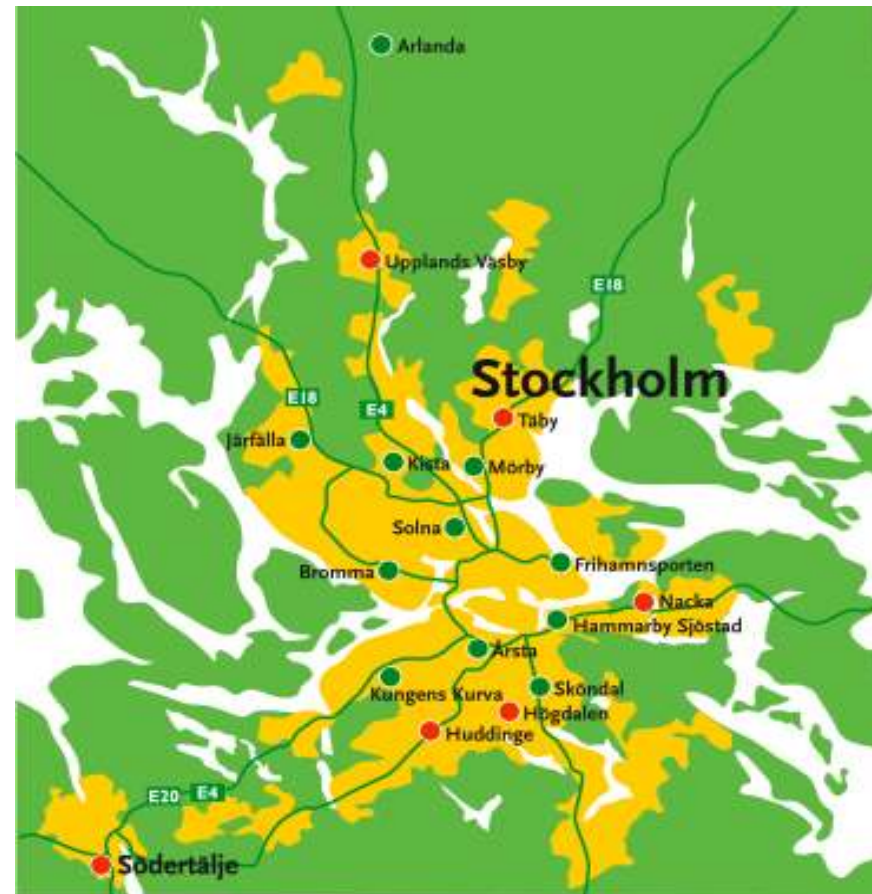 Arlanda
Upplands Väsby
E18
Stockholm
E18
E4
Täby
Järfälla
Kista
Mörby
Solna
Frihamnsporten
Bromma
Nacka
Hammarby Sjöstad
Årsta
Kungens Kurva
Sköndal
Högdalen
Huddinge
E20
E4
Södertälje